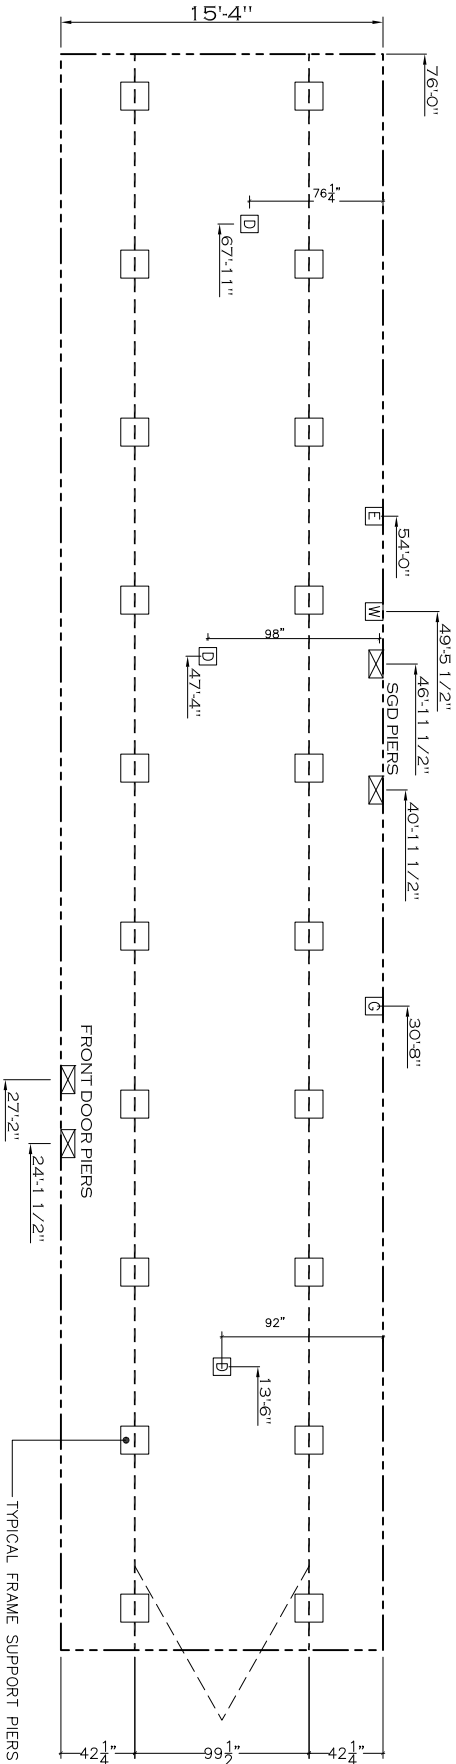 15'-4"
76'-0"
76 1/4"
D
67'-11"
E
54'-0"
W
49'-5 1/2"
98"
D
47'-4"
46'-11 1/2"
SGD PIERS
40'-11 1/2"
G
30'-8"
FRONT DOOR PIERS
27'-2"
24'-1 1/2"
92"
D
13'-6"
TYPICAL FRAME SUPPORT PIERS
42 1/4"
99 1/2"
42 1/4"